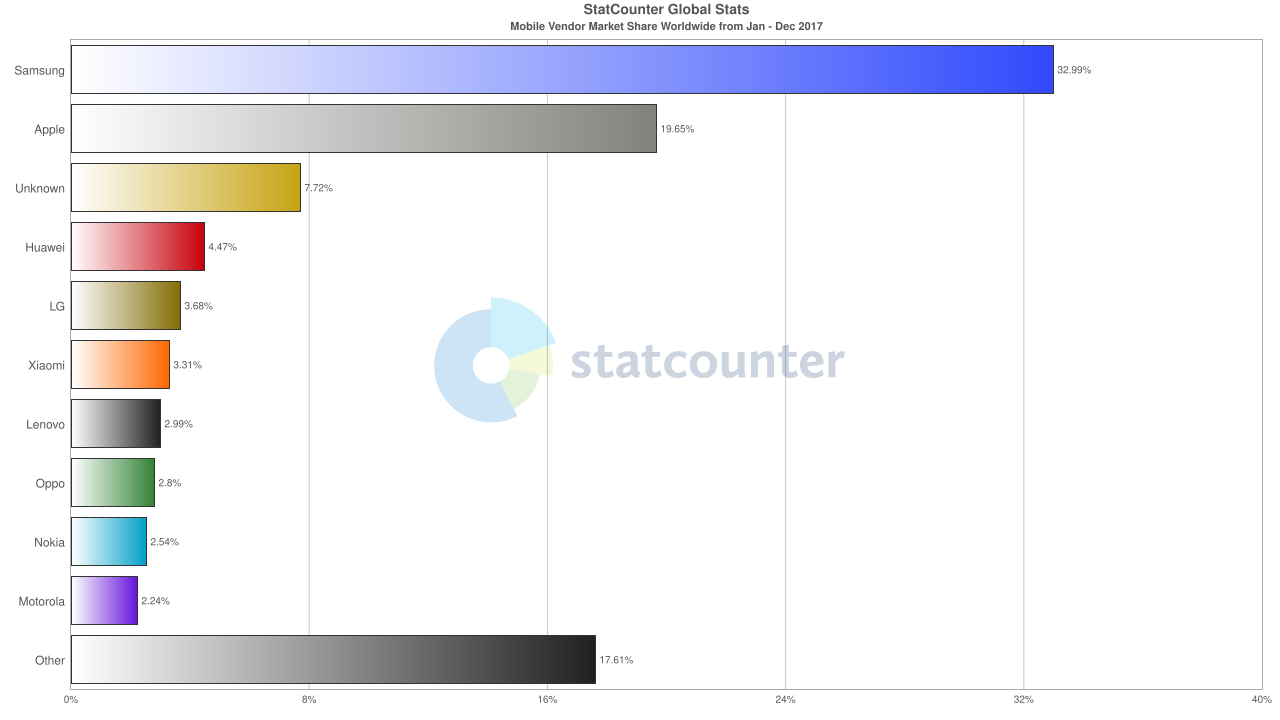 StatCounter Global Stats
Mobile Vendor Market Share Worldwide from Jan - Dec 2017
Samsung 32.99%
Apple 19.65%
Unknown 7.72%
Huawei 4.47%
LG 3.68%
Xiaomi 3.31%
statcounter
Lenovo 2.99%
Oppo 2.8%
Nokia 2.54%
Motorola 2.24%
Other 17.61%
0% 8% 16% 24% 32% 40%